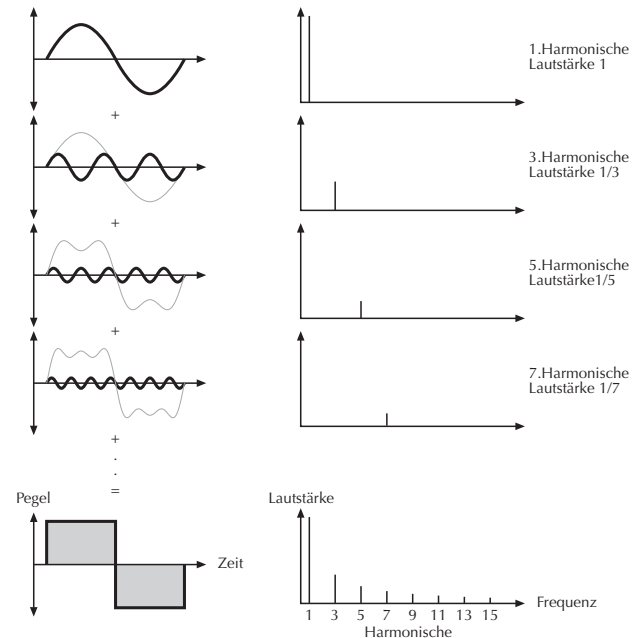 1.Harmonische
Lautstärke 1
+
3.Harmonische
Lautstärke 1/3
+
5.Harmonische
Lautstärke1/5
+
7.Harmonische
Lautstärke 1/7
+
.
.
=
Pegel
Zeit
Lautstärke
Frequenz
1 3 5 7 9 11 13 15
Harmonische